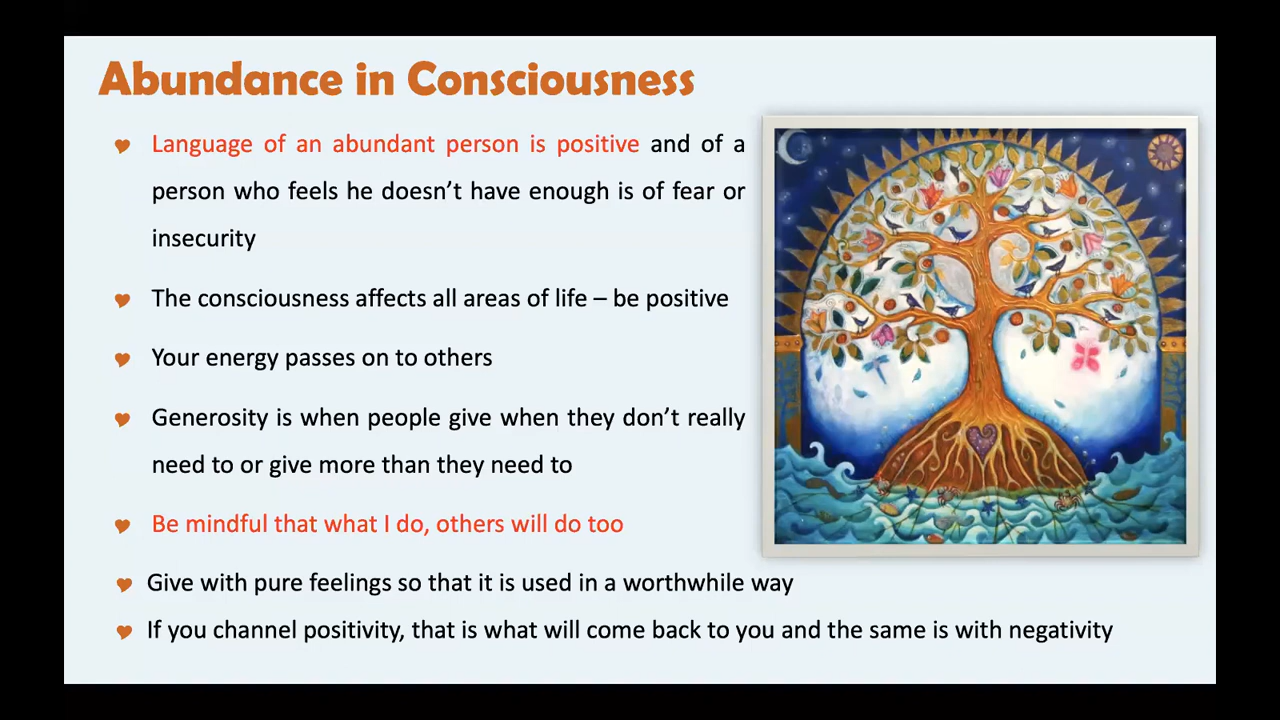 Abundance in Consciousness
Language of an abundant person is positive and of a
person who feels he doesn’t have enough is of fear or
insecurity
The consciousness affects all areas of life – be positive
Your energy passes on to others
Generosity is when people give when they don’t really
need to or give more than they need to
Be mindful that what I do, others will do too
Give with pure feelings so that it is used in a worthwhile way
If you channel positivity, that is what will come back to you and the same is with negativity